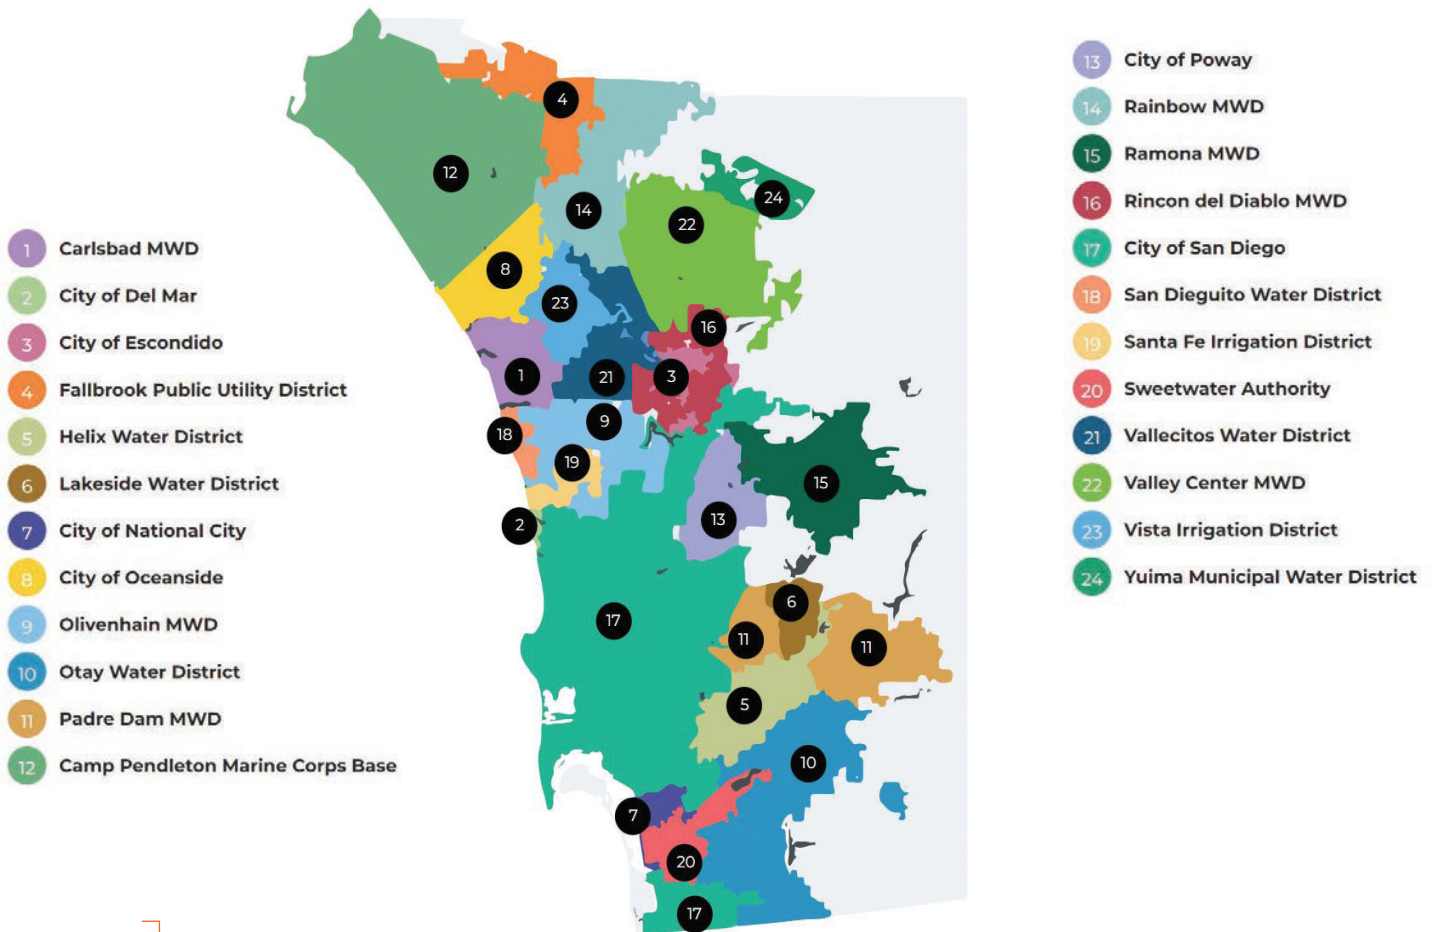 1 Carlsbad MWD
2 City of Del Mar
3 City of Escondido
4 Fallbrook Public Utility District
5 Helix Water District
6 Lakeside Water District
7 City of National City
8 City of Oceanside
9 Olivenhain MWD
10 Otay Water District
11 Padre Dam MWD
12 Camp Pendleton Marine Corps Base
4
12
24
14
22
8
23
16
1
21
3
9
18
19
15
13
2
6
17
11
11
5
10
7
20
17
13 City of Poway
14 Rainbow MWD
15 Ramona MWD
16 Rincon del Diablo MWD
17 City of San Diego
18 San Dieguito Water District
19 Santa Fe Irrigation District
20 Sweetwater Authority
21 Vallecitos Water District
22 Valley Center MWD
23 Vista Irrigation District
24 Yuima Municipal Water District